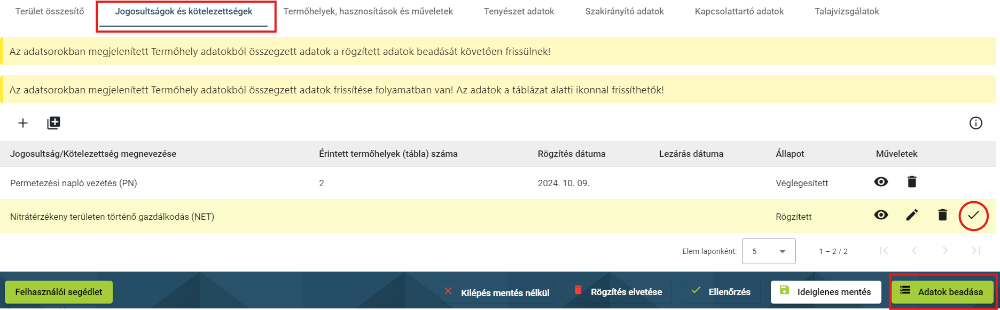 Terület összesítő Jogosultságok és kötelezettségek Termőhelyek, hasznosítások és műveletek Tenyészet adatok Szakirányító adatok Kapcsolattartó adatok Talajvizsgálatok
Az adatsorokban megjelenített Termőhely adatokból összegzett adatok a rögzített adatok beadását követően frissülnek!
Az adatsorokban megjelenített Termőhely adatokból összegzett adatok frissítése folyamatban van! Az adatok a táblázat alatti ikonnal frissíthetők!
Jogosultság/Kötelezettség megnevezése Érintett termőhelyek (tábla) száma Rögzítés dátuma Lezárás dátuma Állapot Műveletek
Permetezési napló vezetés (PN) 2 2024. 10. 09. Véglegesített
Nitrátérzékeny területen történő gazdálkodás (NET) Rögzített
Elem laponként: 5 1 – 2 / 2
Felhasználói segédlet Kilépés mentés nélkül Rögzítés elvetése Ellenőrzés Ideiglenes mentés Adatok beadása